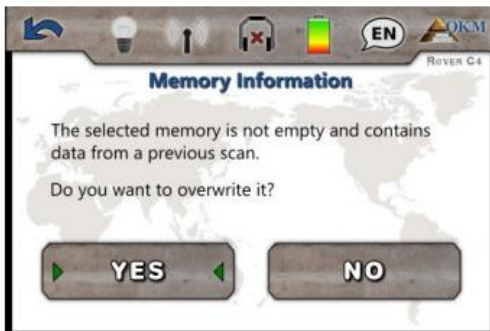 EN
OKM
ROVER C4
Memory Information
The selected memory is not empty and contains
data from a previous scan.
Do you want to overwrite it?
YES
NO